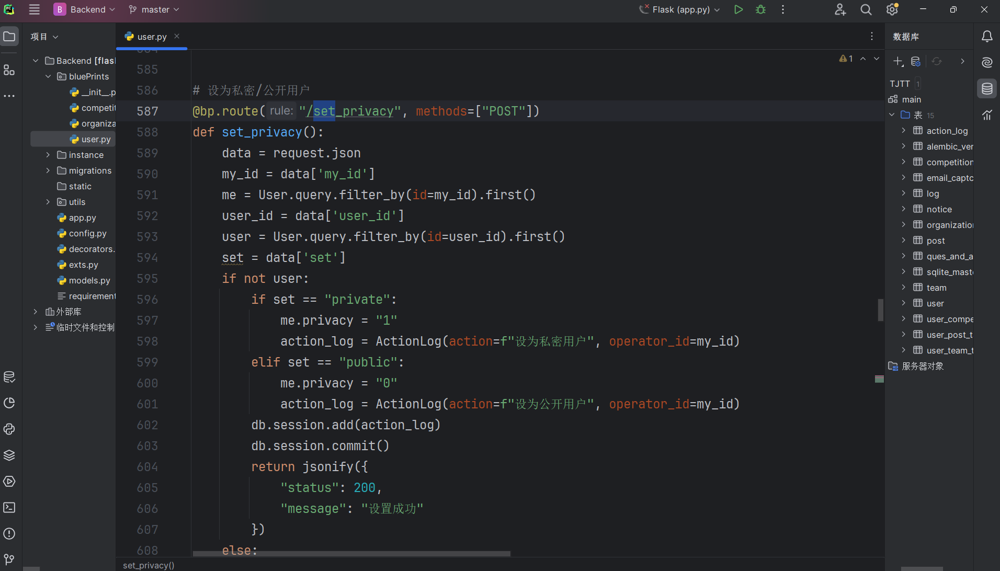 PC
B Backend
master
Flask (app.py)
项目
Backend [flas
bluePrints
__init__.p
competit
organiza
user.py
instance
migrations
static
utils
app.py
config.py
decorators.
exts.py
models.py
requirement
外部库
临时文件和控制
user.py
1
585
586 # 设为私密/公开用户
587 @bp.route( rule: "/set_privacy", methods=["POST"])
588 def set_privacy():
589 data = request.json
590 my_id = data['my_id']
591 me = User.query.filter_by(id=my_id).first()
592 user_id = data['user_id']
593 user = User.query.filter_by(id=user_id).first()
594 set = data['set']
595 if not user:
596 if set == "private":
597 me.privacy = "1"
598 action_log = ActionLog(action=f"设为私密用户", operator_id=my_id)
599 elif set == "public":
600 me.privacy = "0"
601 action_log = ActionLog(action=f"设为公开用户", operator_id=my_id)
602 db.session.add(action_log)
603 db.session.commit()
604 return jsonify({
605 "status": 200,
606 "message": "设置成功"
607 })
608 else:
set_privacy()
数据库
TJTT 1
main
表 15
action_log
alembic_ver
competition
email_captc
log
notice
organization
post
ques_and_a
sqlite_maste
team
user
user_compe
user_post_t
user_team_t
服务器对象